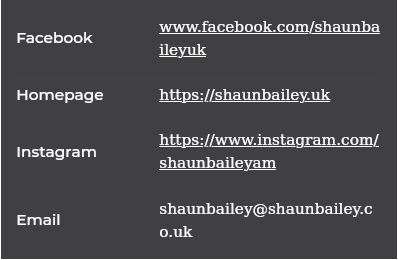 Facebook
www.facebook.com/shaunba
ileyuk
Homepage
https://shaunbailey.uk
Instagram
https://www.instagram.com/
shaunbaileyam
Email
shaunbailey@shaunbailey.c
o.uk